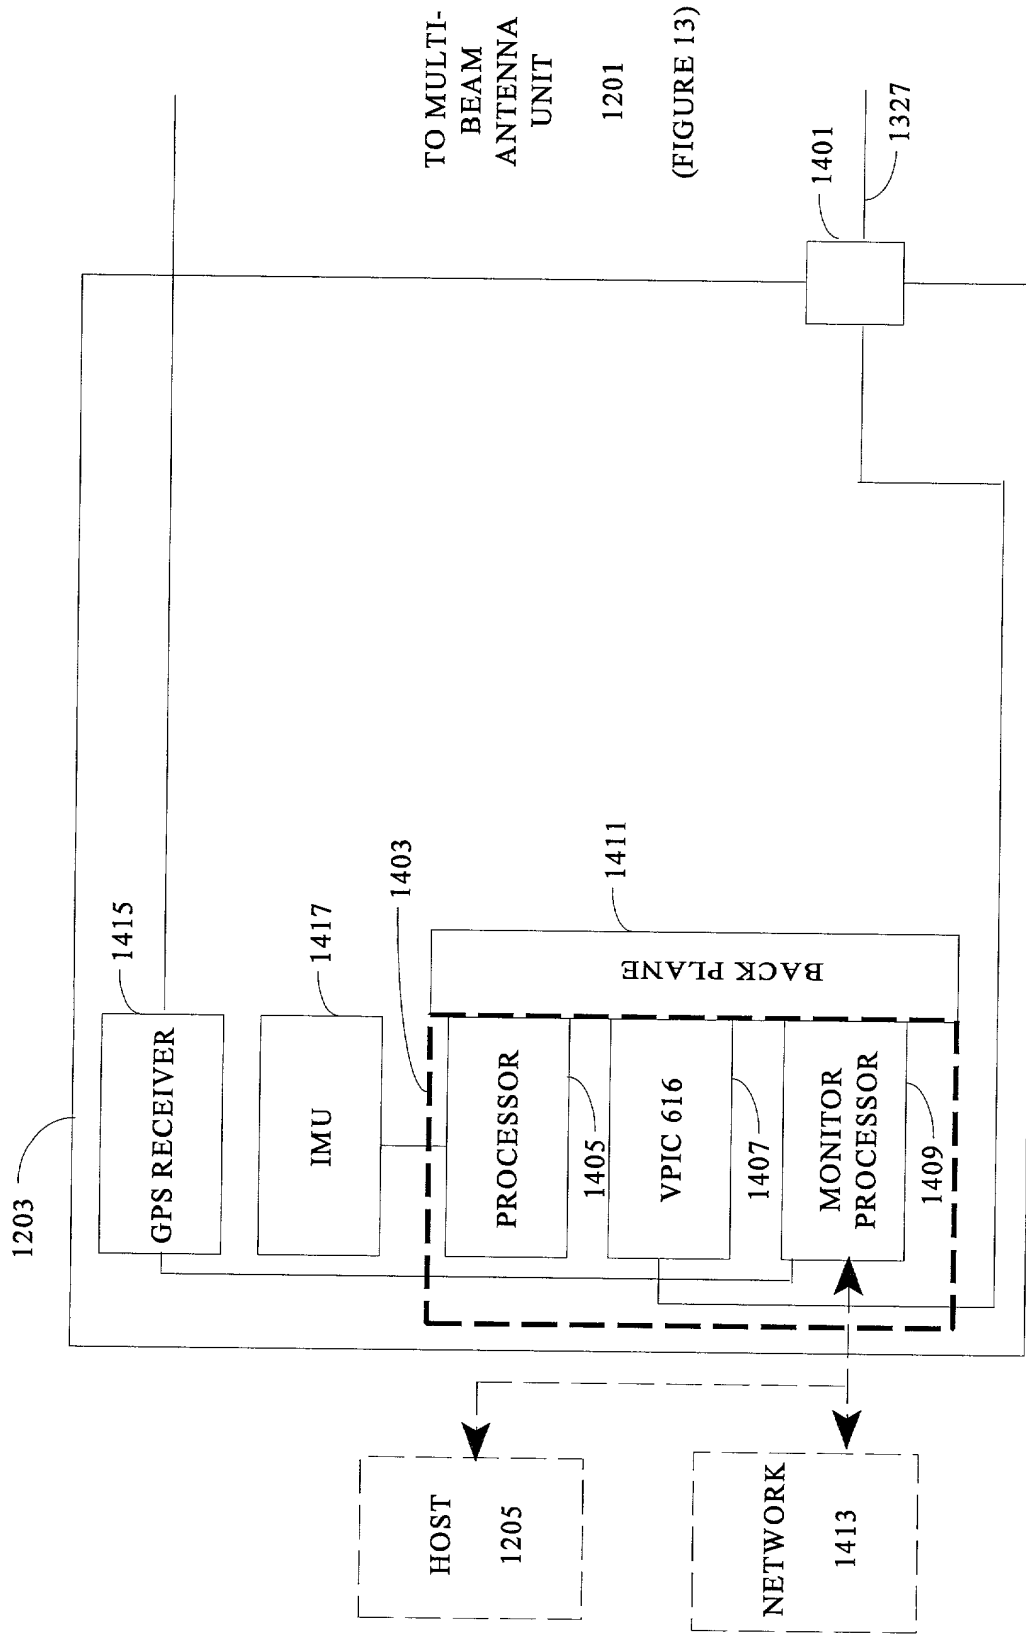 1203
1415
GPS RECEIVER
1417
IMU
1403
1411
BACK PLANE
PROCESSOR
1405
VPIC 616
1407
MONITOR
PROCESSOR
1409
HOST
1205
NETWORK
1413
TO MULTI-
BEAM
ANTENNA
UNIT
1201
(FIGURE 13)
1401
1327